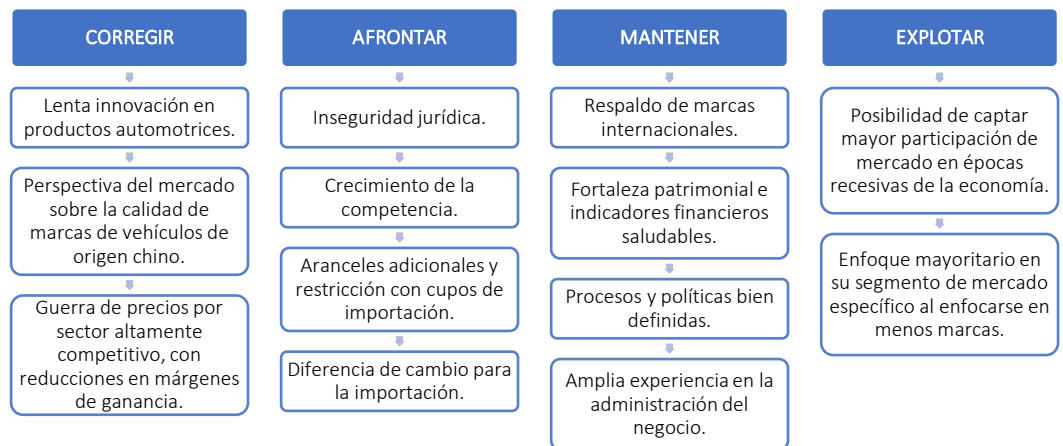 CORREGIR
Lenta innovación en
productos automotrices.
Perspectiva del mercado
sobre la calidad de
marcas de vehículos de
origen chino.
Guerra de precios por
sector altamente
competitivo, con
reducciones en márgenes
de ganancia.
AFRONTAR
Inseguridad jurídica.
Crecimiento de la
competencia.
Aranceles adicionales y
restricción con cupos de
importación.
Diferencia de cambio para
la importación.
MANTENER
Respaldo de marcas
internacionales.
Fortaleza patrimonial e
indicadores financieros
saludables.
Procesos y políticas bien
definidas.
Amplia experiencia en la
administración del
negocio.
EXPLOTAR
Posibilidad de captar
mayor participación de
mercado en épocas
recesivas de la economía.
Enfoque mayoritario en
su segmento de mercado
específico al enfocarse en
menos marcas.